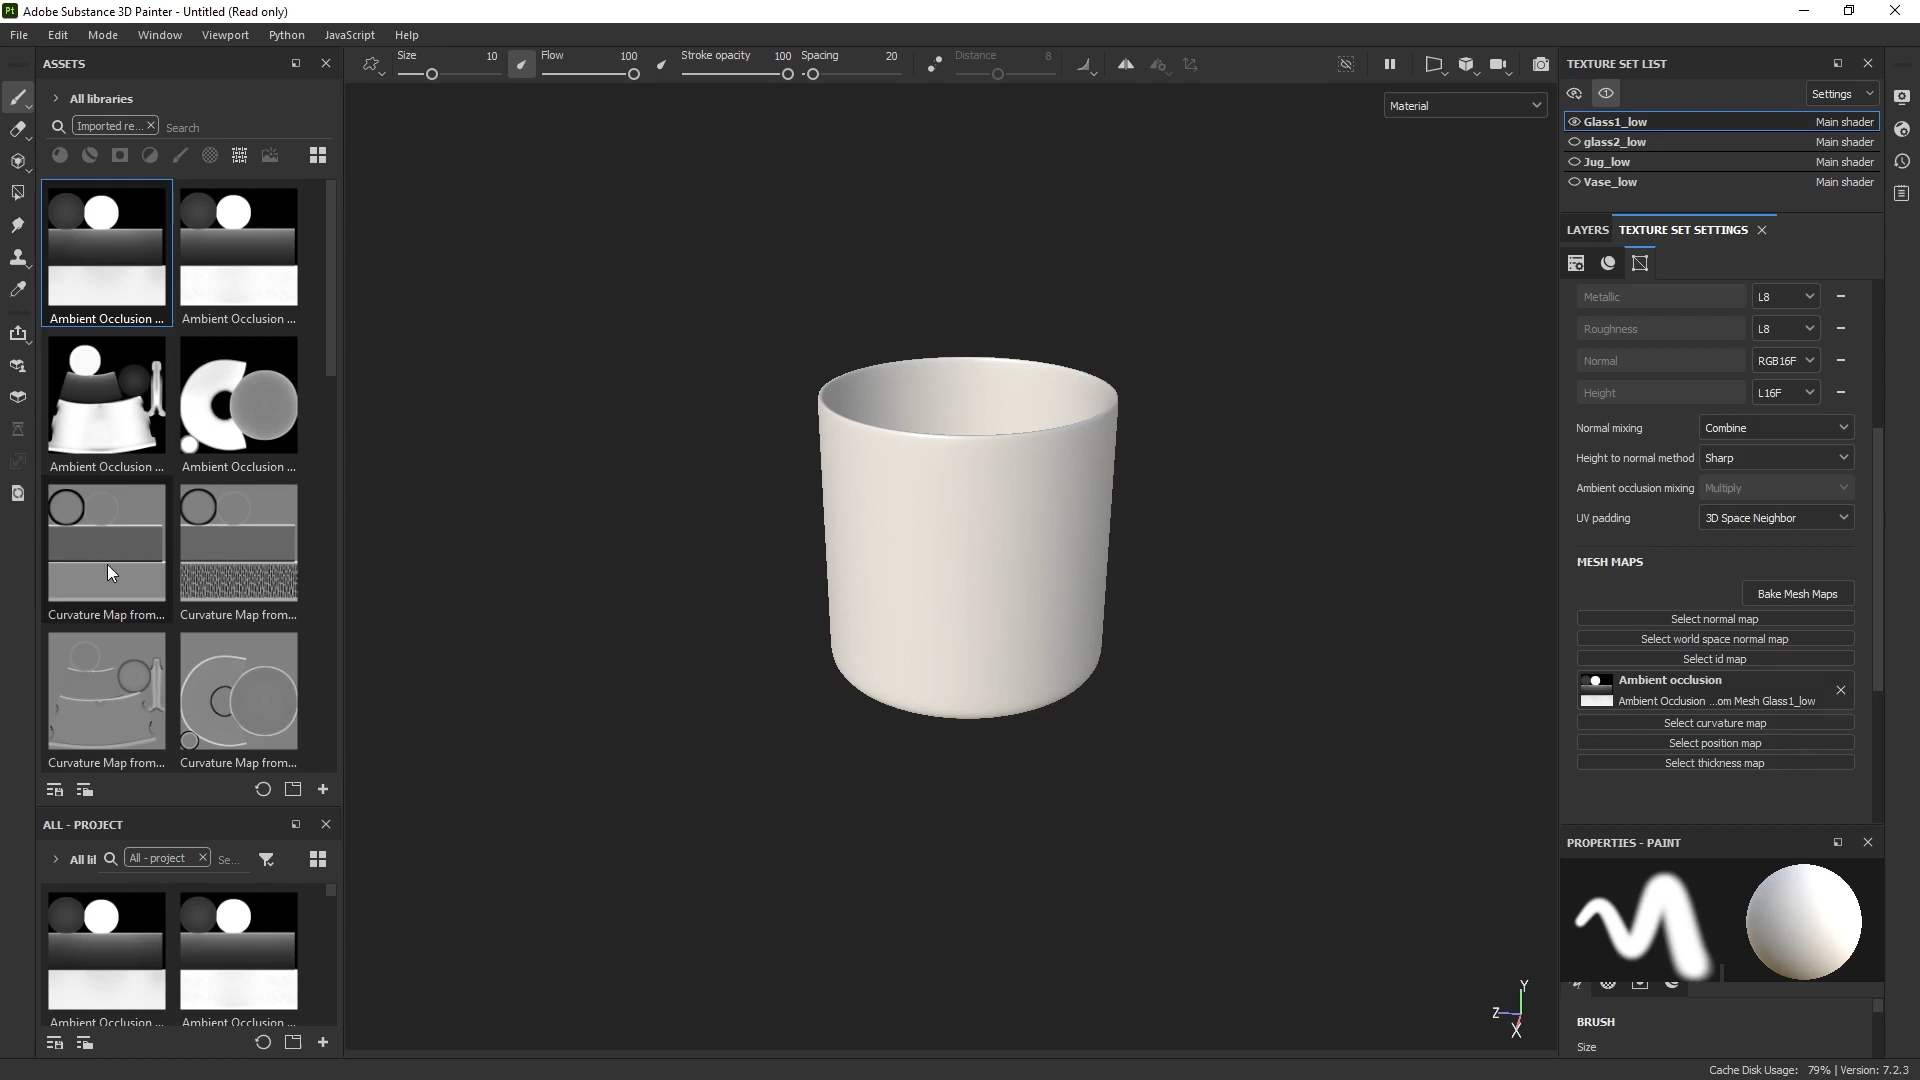 Pt Adobe Substance 3D Painter - Untitled (Read only)
File Edit Mode Window Viewport Python JavaScript Help
Size 10 Flow 100 Stroke opacity 100 Spacing 20 Distance 8
ASSETS
All libraries
Imported re... Search
Ambient Occlusion ... Ambient Occlusion ...
Ambient Occlusion ... Ambient Occlusion ...
Curvature Map from... Curvature Map from...
Curvature Map from... Curvature Map from...
ALL - PROJECT
All lil All - project Se...
Ambient Occlusion ... Ambient Occlusion ...
Material
Y
Z
X
TEXTURE SET LIST
Settings
Glass1_low Main shader
glass2_low Main shader
Jug_low Main shader
Vase_low Main shader
LAYERS TEXTURE SET SETTINGS
Metallic L8
Roughness L8
Normal RGB16F
Height L16F
Normal mixing Combine
Height to normal method Sharp
Ambient occlusion mixing Multiply
UV padding 3D Space Neighbor
MESH MAPS
Bake Mesh Maps
Select normal map
Select world space normal map
Select id map
Ambient occlusion
Ambient Occlusion ...om Mesh Glass1_low
Select curvature map
Select position map
Select thickness map
PROPERTIES - PAINT
BRUSH
Size
Cache Disk Usage: 79% | Version: 7.2.3